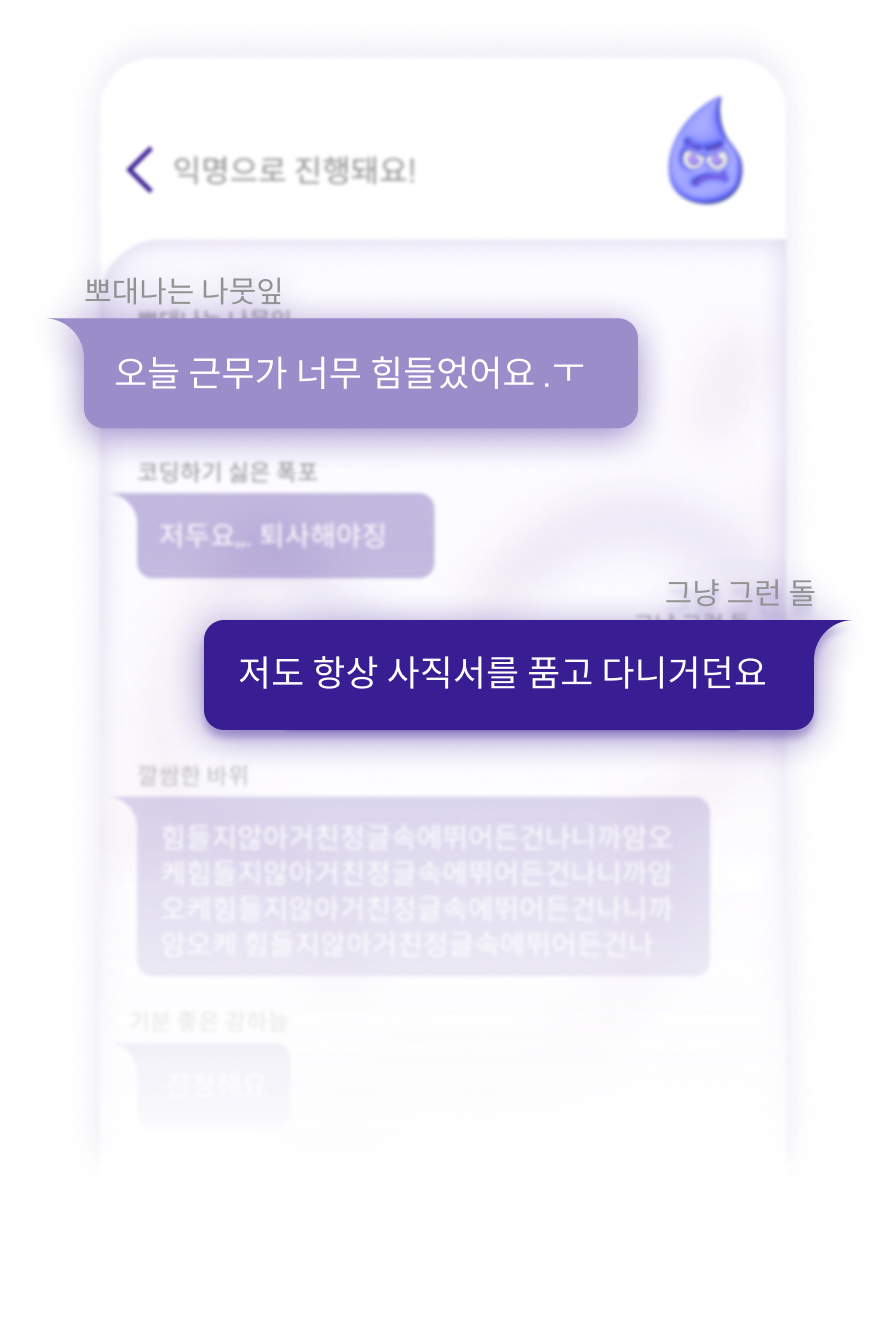 익명으로 진행돼요!
뽀대나는 나뭇잎
오늘 근무가 너무 힘들었어요 .ㅜ
코딩하기 싫은 폭포
저두요,,. 퇴사해야징
그냥 그런 돌
저도 항상 사직서를 품고 다니거던요
깔쌈한 바위
힘들지않아거친정글속에뛰어든건나니까암오
케힘들지않아거친정글속에뛰어든건나니까암
오케힘들지않아거친정글속에뛰어든건나니까
암오케 힘들지않아거친정글속에뛰어든건나
기분 좋은 강하늘
진정해요